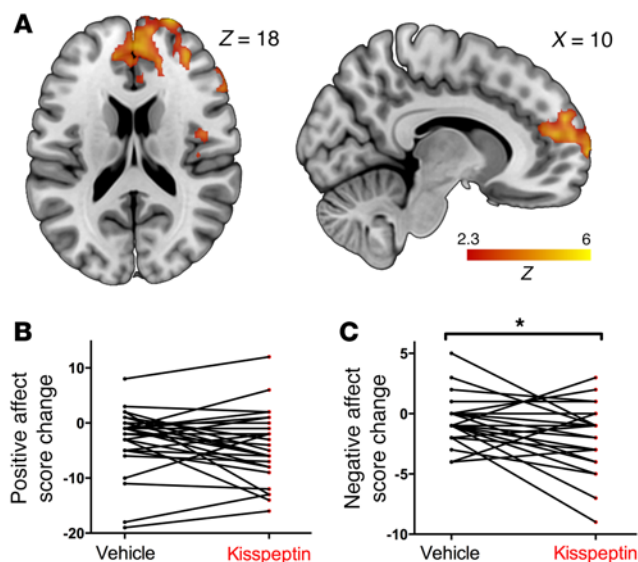 A
Z = 18
X = 10
2.3
6
Z
B
Positive affect
score change
10
-0
-10
-20
Vehicle
Kisspeptin
C
*
Negative affect
score change
5
-0
-5
-10
Vehicle
Kisspeptin